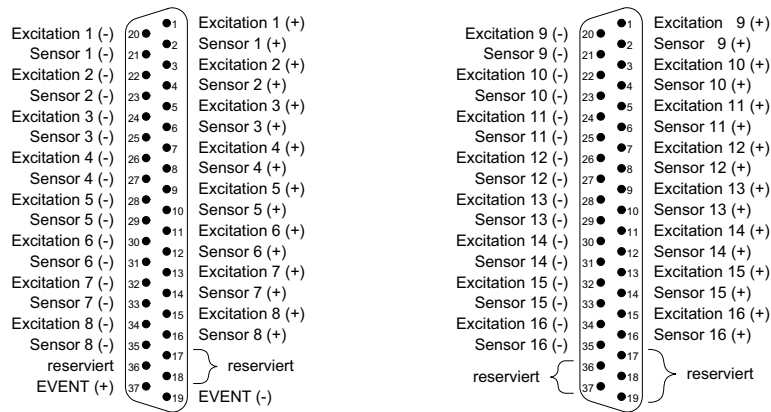 Excitation 1 (-) 20 1 Excitation 1 (+)
Sensor 1 (-) 21 2 Sensor 1 (+)
Excitation 2 (-) 22 3 Excitation 2 (+)
Sensor 2 (-) 23 4 Sensor 2 (+)
Excitation 3 (-) 24 5 Excitation 3 (+)
Sensor 3 (-) 25 6 Sensor 3 (+)
Excitation 4 (-) 26 7 Excitation 4 (+)
Sensor 4 (-) 27 8 Sensor 4 (+)
Excitation 5 (-) 28 9 Excitation 5 (+)
Sensor 5 (-) 29 10 Sensor 5 (+)
Excitation 6 (-) 30 11 Excitation 6 (+)
Sensor 6 (-) 31 12 Sensor 6 (+)
Excitation 7 (-) 32 13 Excitation 7 (+)
Sensor 7 (-) 33 14 Sensor 7 (+)
Excitation 8 (-) 34 15 Excitation 8 (+)
Sensor 8 (-) 35 16 Sensor 8 (+)
reserviert 36 17 18 reserviert
EVENT (+) 37 19 EVENT (-)
Excitation 9 (-) 20 1 Excitation 9 (+)
Sensor 9 (-) 21 2 Sensor 9 (+)
Excitation 10 (-) 22 3 Excitation 10 (+)
Sensor 10 (-) 23 4 Sensor 10 (+)
Excitation 11 (-) 24 5 Excitation 11 (+)
Sensor 11 (-) 25 6 Sensor 11 (+)
Excitation 12 (-) 26 7 Excitation 12 (+)
Sensor 12 (-) 27 8 Sensor 12 (+)
Excitation 13 (-) 28 9 Excitation 13 (+)
Sensor 13 (-) 29 10 Sensor 13 (+)
Excitation 14 (-) 30 11 Excitation 14 (+)
Sensor 14 (-) 31 12 Sensor 14 (+)
Excitation 15 (-) 32 13 Excitation 15 (+)
Sensor 15 (-) 33 14 Sensor 15 (+)
Excitation 16 (-) 34 15 Excitation 16 (+)
Sensor 16 (-) 35 16 Sensor 16 (+)
reserviert 36 37 17 18 19 reserviert